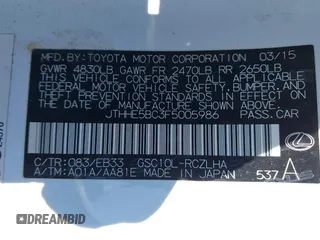 MFD. BY: TOYOTA MOTOR CORPORATION 03/15
GVWR 4830LB GAWR FR 2470LB RR 2650LB
THIS VEHICLE CONFORMS TO ALL APPLICABLE
FEDERAL MOTOR VEHICLE SAFETY, BUMPER, AND
THEFT PREVENTION STANDARDS IN EFFECT ON
THE DATE OF MANUFACTURE SHOWN ABOVE.
JTHHE5BC3F5005986 PASS.CAR
C/TR: 083/EB33 GSC10L-RCZLHA
A/TM: A01A/AA81E MADE IN JAPAN 537 A
DREAMBID